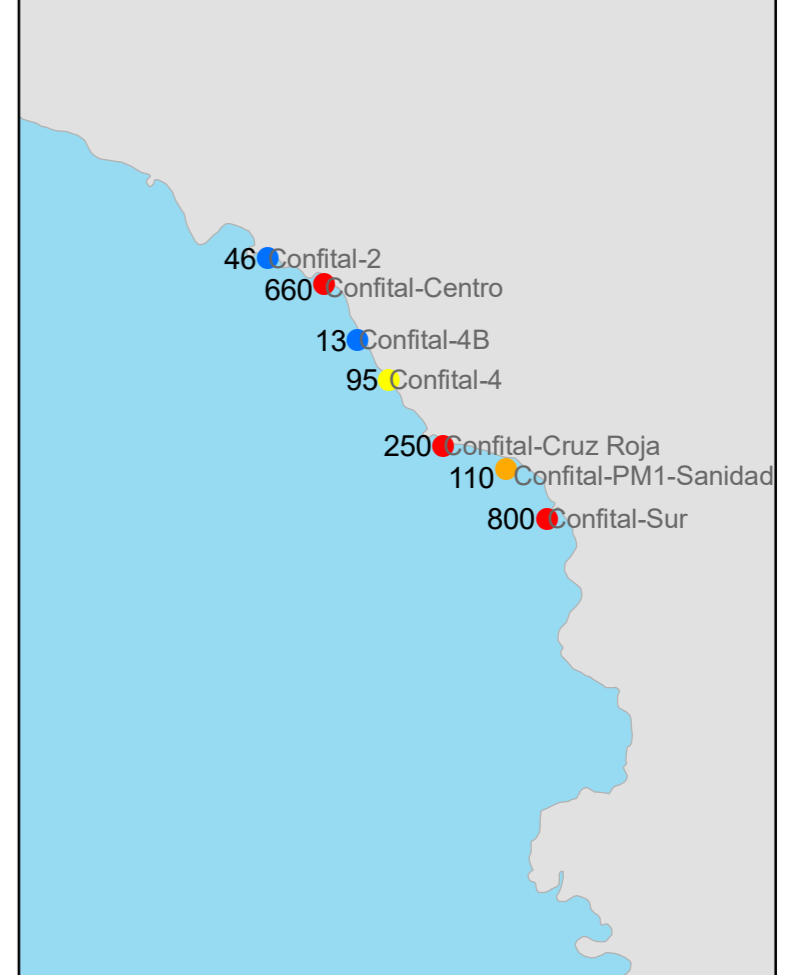 46 Confital-2
660 Confital-Centro
13 Confital-4B
95 Confital-4
250 Confital-Cruz Roja
110 Confital-PM1-Sanidad
800 Confital-Sur